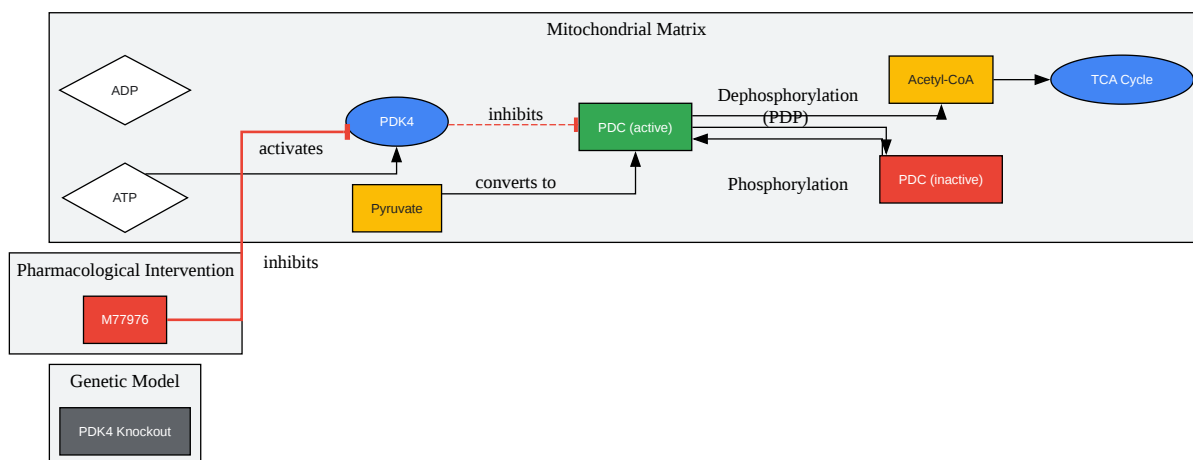 Mitochondrial Matrix
ADP
Acetyl-CoA
TCA Cycle
Dephosphorylation
(PDP)
PDK4
inhibits
PDC (active)
activates
converts to
Phosphorylation
PDC (inactive)
ATP
Pyruvate
inhibits
Pharmacological Intervention
M77976
Genetic Model
PDK4 Knockout